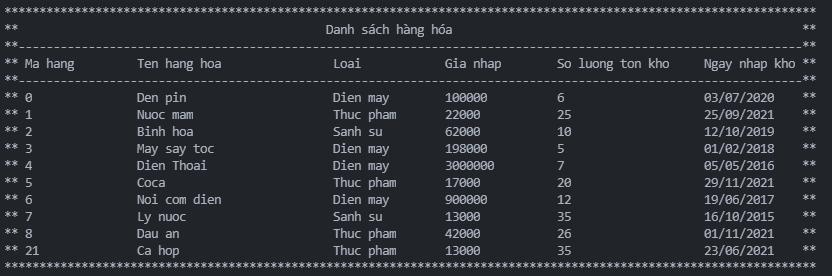 ********************************************************************************************************************
**                                            Danh sách hàng hóa                                                  **
**----------------------------------------------------------------------------------------------------------------**
** Ma hang         Ten hang hoa                Loai            Gia nhap        So luong ton kho     Ngay nhap kho **
**----------------------------------------------------------------------------------------------------------------**
** 0               Den pin                     Dien may        100000          6                    03/07/2020    **
** 1               Nuoc mam                    Thuc pham       22000           25                   25/09/2021    **
** 2               Binh hoa                    Sanh su         62000           10                   12/10/2019    **
** 3               May say toc                 Dien may        198000          5                    01/02/2018    **
** 4               Dien Thoai                  Dien may        3000000         7                    05/05/2016    **
** 5               Coca                        Thuc pham       17000           20                   29/11/2021    **
** 6               Noi com dien                Dien may        900000          12                   19/06/2017    **
** 7               Ly nuoc                     Sanh su         13000           35                   16/10/2015    **
** 8               Dau an                      Thuc pham       42000           26                   01/11/2021    **
** 21              Ca hop                      Thuc pham       13000           35                   23/06/2021    **
********************************************************************************************************************